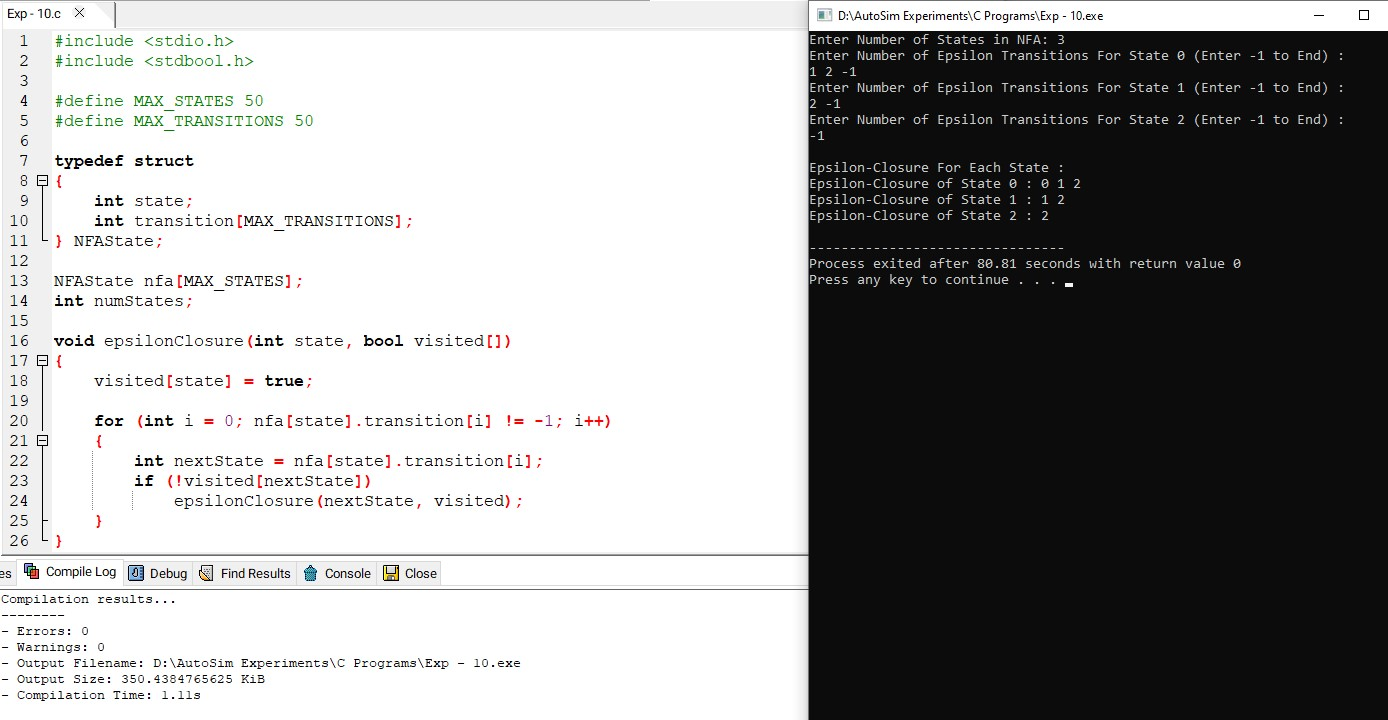 Exp - 10.c
1 #include <stdio.h>
2 #include <stdbool.h>
3
4 #define MAX_STATES 50
5 #define MAX_TRANSITIONS 50
6
7 typedef struct
8 {
9     int state;
10     int transition[MAX_TRANSITIONS];
11 } NFAState;
12
13 NFAState nfa[MAX_STATES];
14 int numStates;
15
16 void epsilonClosure(int state, bool visited[])
17 {
18     visited[state] = true;
19
20     for (int i = 0; nfa[state].transition[i] != -1; i++)
21     {
22         int nextState = nfa[state].transition[i];
23         if (!visited[nextState])
24             epsilonClosure(nextState, visited);
25     }
26 }
es Compile Log Debug Find Results Console Close
Compilation results...
--------
- Errors: 0
- Warnings: 0
- Output Filename: D:\AutoSim Experiments\C Programs\Exp - 10.exe
- Output Size: 350.4384765625 KiB
- Compilation Time: 1.11s
D:\AutoSim Experiments\C Programs\Exp - 10.exe
Enter Number of States in NFA: 3
Enter Number of Epsilon Transitions For State 0 (Enter -1 to End) :
1 2 -1
Enter Number of Epsilon Transitions For State 1 (Enter -1 to End) :
2 -1
Enter Number of Epsilon Transitions For State 2 (Enter -1 to End) :
-1
Epsilon-Closure For Each State :
Epsilon-Closure of State 0 : 0 1 2
Epsilon-Closure of State 1 : 1 2
Epsilon-Closure of State 2 : 2
--------------------------------
Process exited after 80.81 seconds with return value 0
Press any key to continue . . .